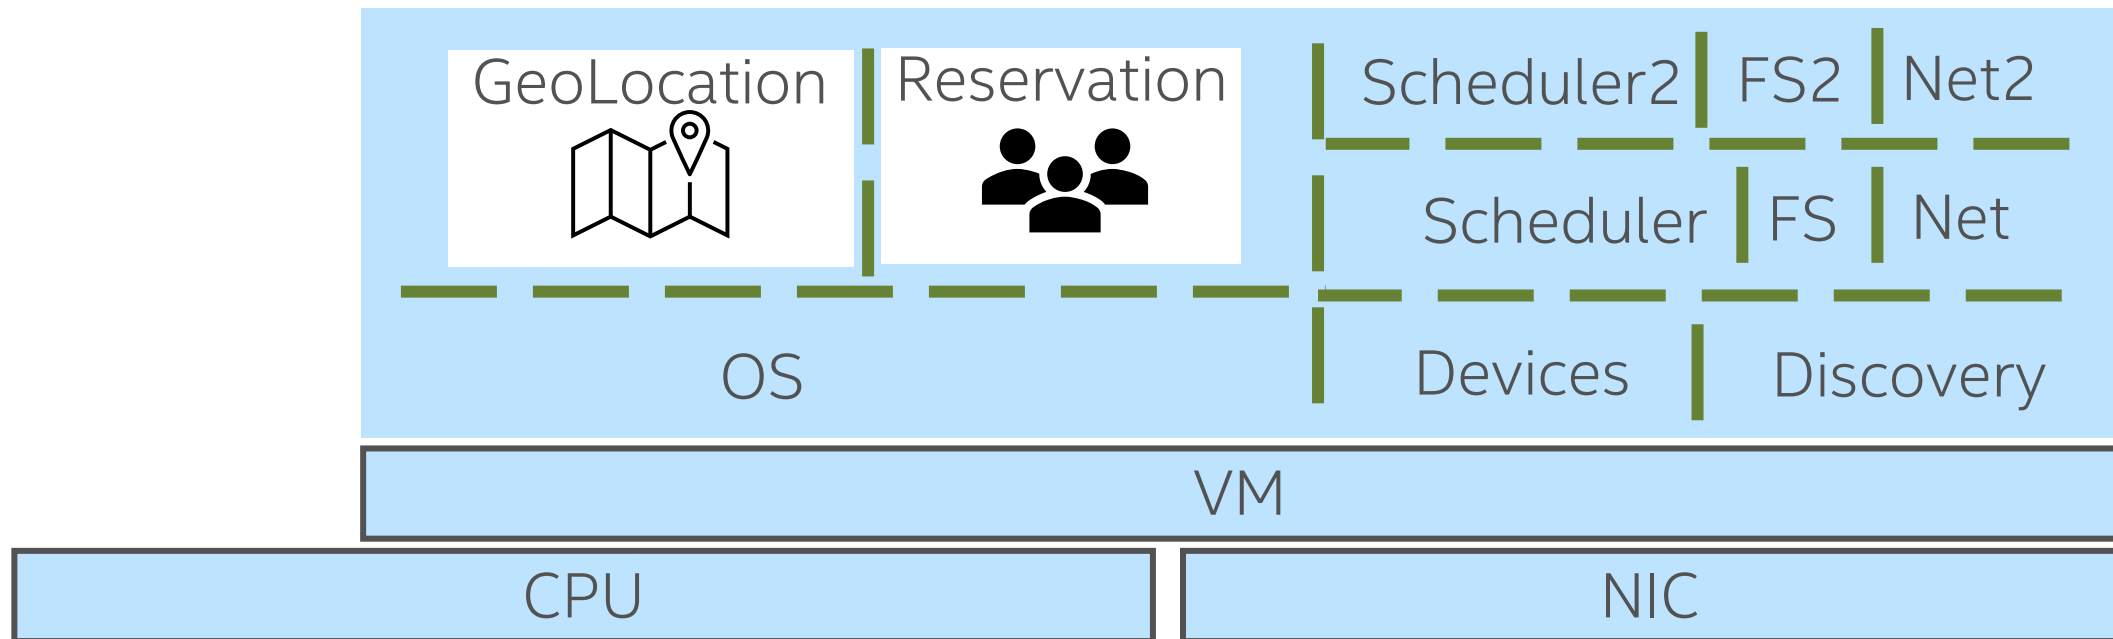 GeoLocation
Reservation
Scheduler2
FS2
Net2
Scheduler
FS
Net
OS
Devices
Discovery
VM
CPU
NIC